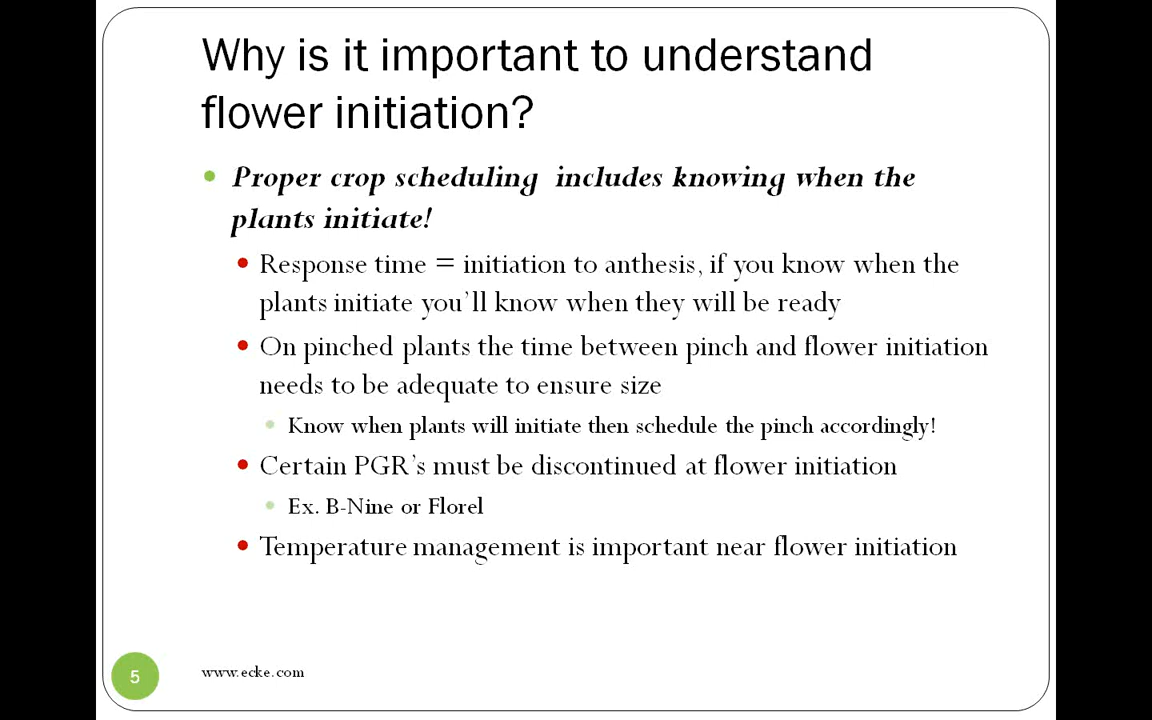 Why is it important to understand
flower initiation?
Proper crop scheduling includes knowing when the
plants initiate!
Response time = initiation to anthesis, if you know when the
plants initiate you'll know when they will be ready
On pinched plants the time between pinch and flower initiation
needs to be adequate to ensure size
Know when plants will initiate then schedule the pinch accordingly!
Certain PGR's must be discontinued at flower initiation
Ex. B-Nine or Florel
Temperature management is important near flower initiation
5
www.ecke.com